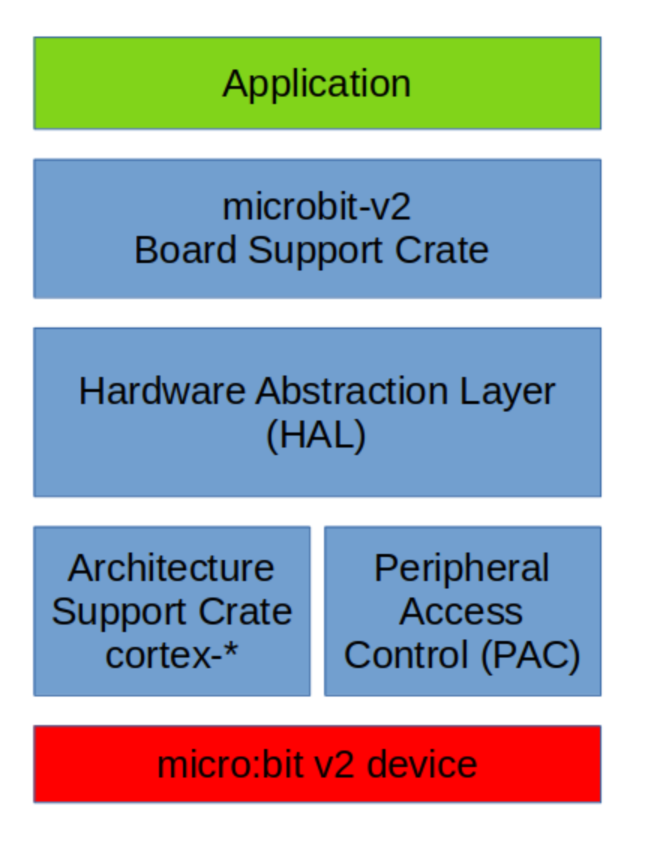 Application
microbit-v2
Board Support Crate
Hardware Abstraction Layer
(HAL)
Architecture
Support Crate
cortex-*
Peripheral
Access
Control (PAC)
micro:bit v2 device